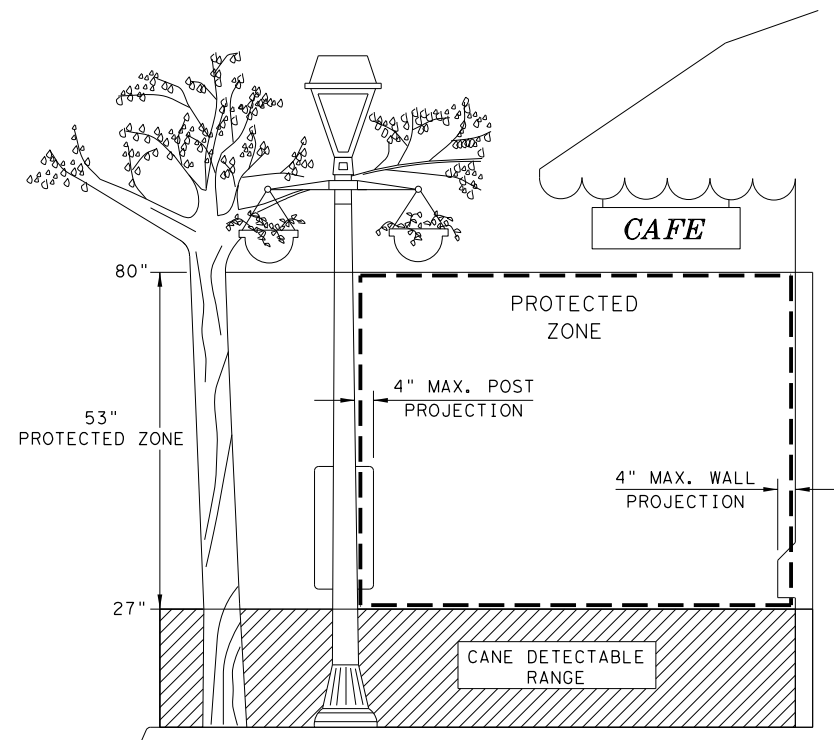 CAFE
80"
PROTECTED
ZONE
4" MAX. POST
PROJECTION
53"
PROTECTED ZONE
4" MAX. WALL
PROJECTION
27"
CANE DETECTABLE
RANGE